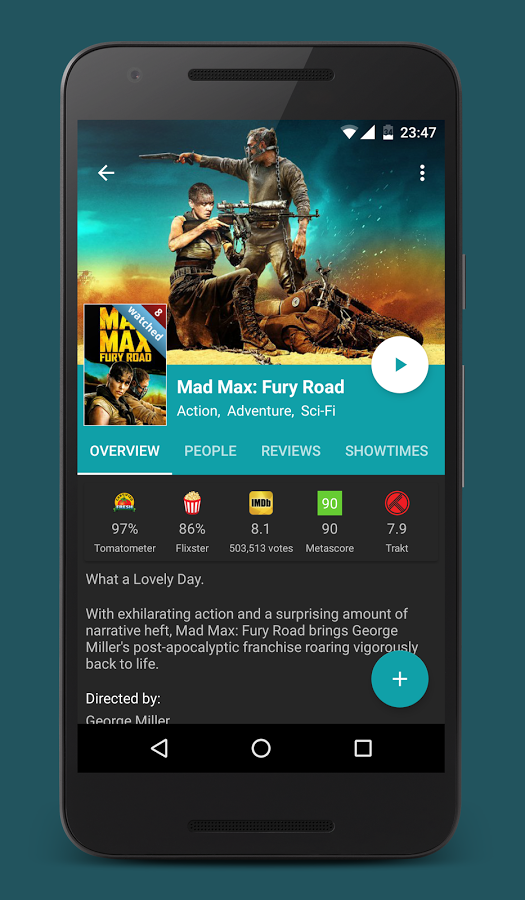 34
23:47
8
watched
MAD
MAX
FURY ROAD
Mad Max: Fury Road
Action, Adventure, Sci-Fi
OVERVIEW PEOPLE REVIEWS SHOWTIMES
IMDb 90
97% 86% 8.1 90 7.9
Tomatometer Flixster 503,513 votes Metascore Trakt
What a Lovely Day.
With exhilarating action and a surprising amount of
narrative heft, Mad Max: Fury Road brings George
Miller's post-apocalyptic franchise roaring vigorously
back to life.
Directed by:
George Miller